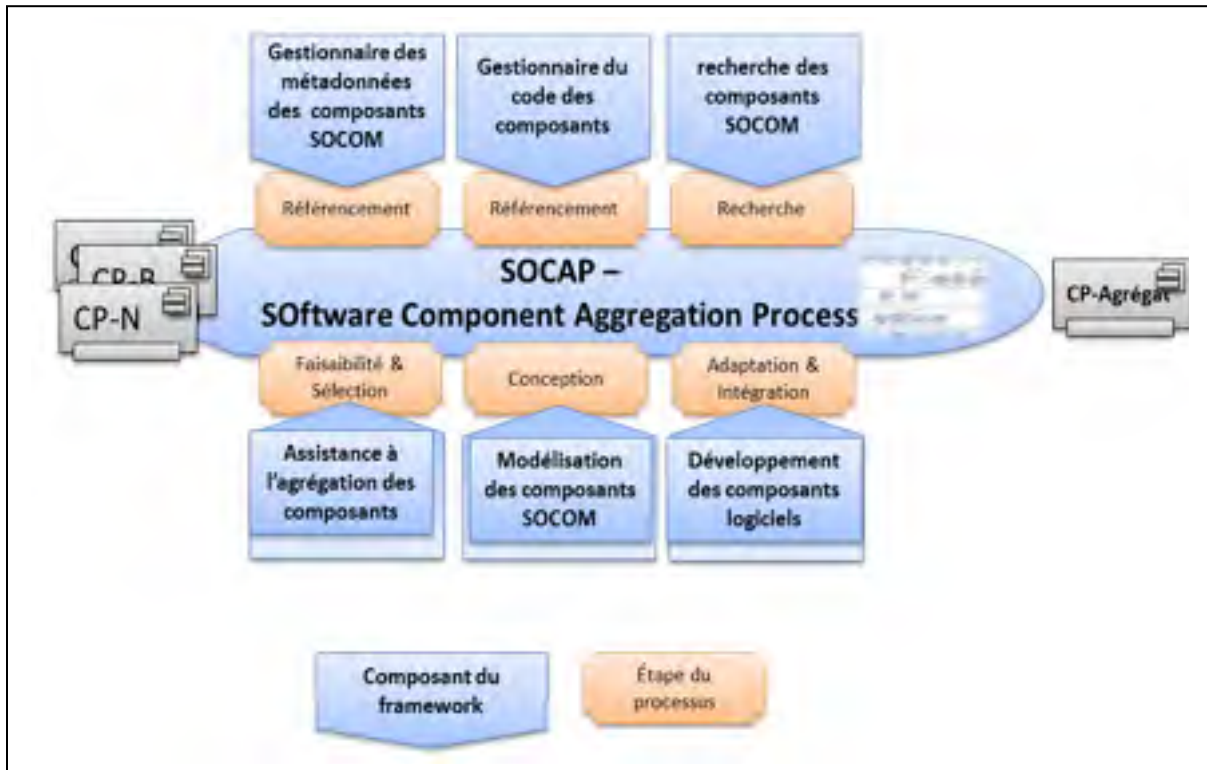 Gestionnaire des
métadonnées
des composants
SOCOM
Gestionnaire du
code des
composants
recherche des
composants
SOCOM
Référencement
Référencement
Recherche
CP-B
CP-N
SOCAP –
SOftware Component Aggregation Process
CP-Agrégat
Faisaibilité &
Sélection
Conception
Adaptation &
Intégration
Assistance à
l'agrégation des
composants
Modélisation
des composants
SOCOM
Développement
des composants
logiciels
Composant du
framework
Étape du
processus